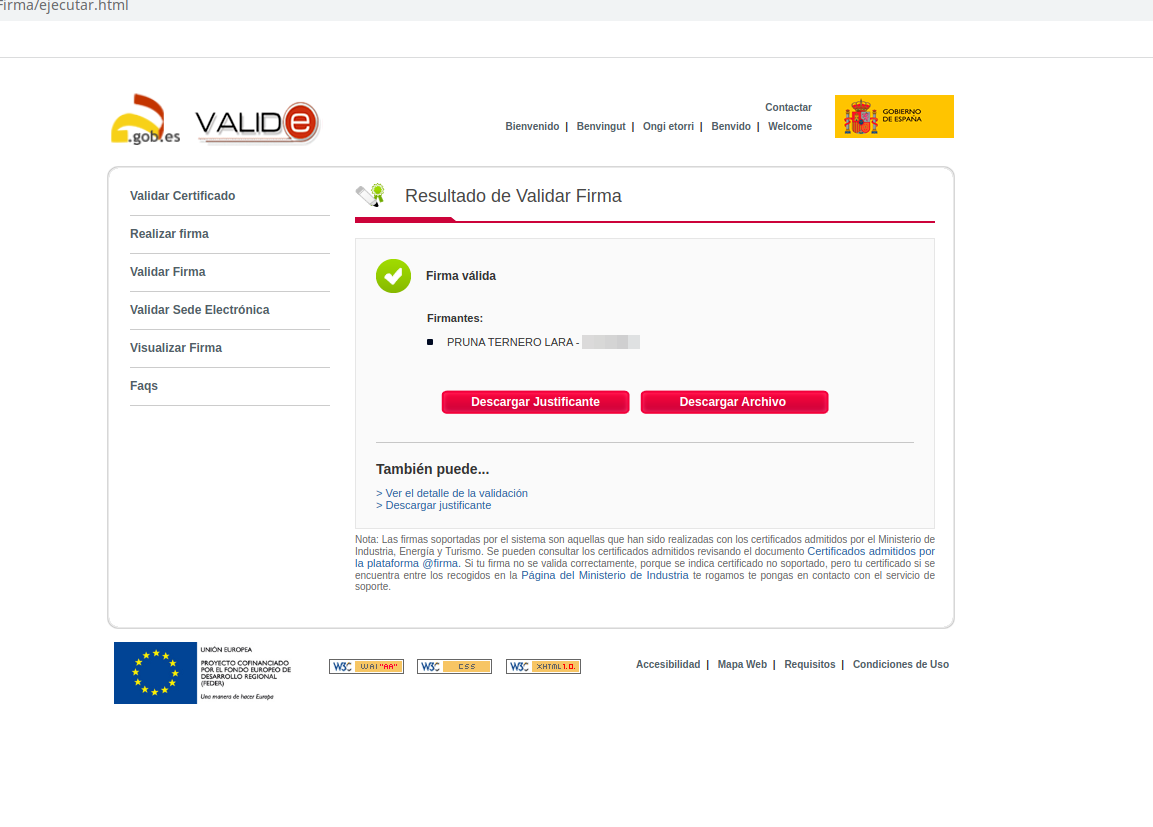 Firma/ejecutar.html
.gob.es
VALIDe
Contactar
Bienvenido | Benvingut | Ongi etorri | Benvido | Welcome
GOBIERNO
DE ESPAÑA
Validar Certificado
Realizar firma
Validar Firma
Validar Sede Electrónica
Visualizar Firma
Faqs
Resultado de Validar Firma
Firma válida
Firmantes:
PRUNA TERNERO LARA -
Descargar Justificante
Descargar Archivo
También puede...
> Ver el detalle de la validación
> Descargar justificante
Nota: Las firmas soportadas por el sistema son aquellas que han sido realizadas con los certificados admitidos por el Ministerio de
Industria, Energía y Turismo. Se pueden consultar los certificados admitidos revisando el documento Certificados admitidos por
la plataforma @firma. Si tu firma no se valida correctamente, porque se indica certificado no soportado, pero tu certificado si se
encuentra entre los recogidos en la Página del Ministerio de Industria te rogamos te pongas en contacto con el servicio de
soporte.
UNIÓN EUROPEA
PROYECTO COFINANCIADO
POR EL FONDO EUROPEO DE
DESARROLLO REGIONAL
(FEDER)
Una manera de hacer Europa
W3C WAI "AA"
W3C CSS
W3C XHTML 1.0.
Accesibilidad | Mapa Web | Requisitos | Condiciones de Uso